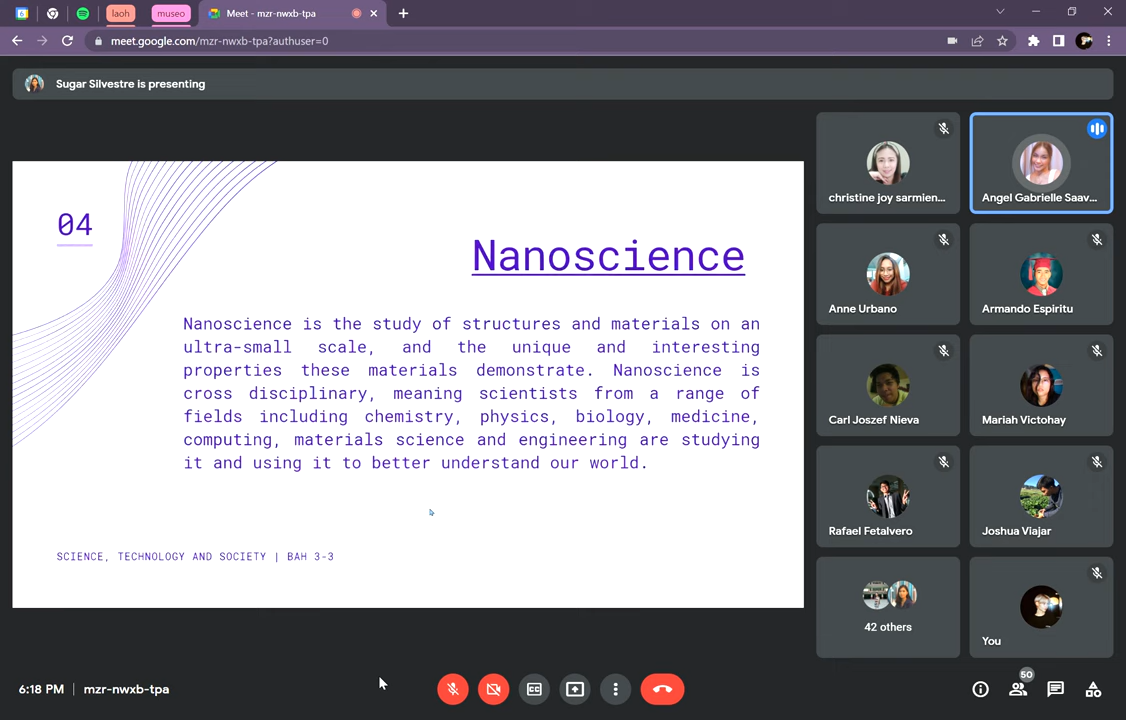 laoh
museo
Meet - mzr-nwxb-tpa
meet.google.com/mzr-nwxb-tpa?authuser=0
Sugar Silvestre is presenting
04
Nanoscience
Nanoscience is the study of structures and materials on an
ultra-small scale, and the unique and interesting
properties these materials demonstrate. Nanoscience is
cross disciplinary, meaning scientists from a range of
fields including chemistry, physics, biology, medicine,
computing, materials science and engineering are studying
it and using it to better understand our world.
SCIENCE, TECHNOLOGY AND SOCIETY | BAH 3-3
christine joy sarmien...
Angel Gabrielle Saav...
Anne Urbano
Armando Espiritu
Carl Joszef Nieva
Mariah Victohay
Rafael Fetalvero
Joshua Viajar
42 others
You
6:18 PM | mzr-nwxb-tpa
CC
50